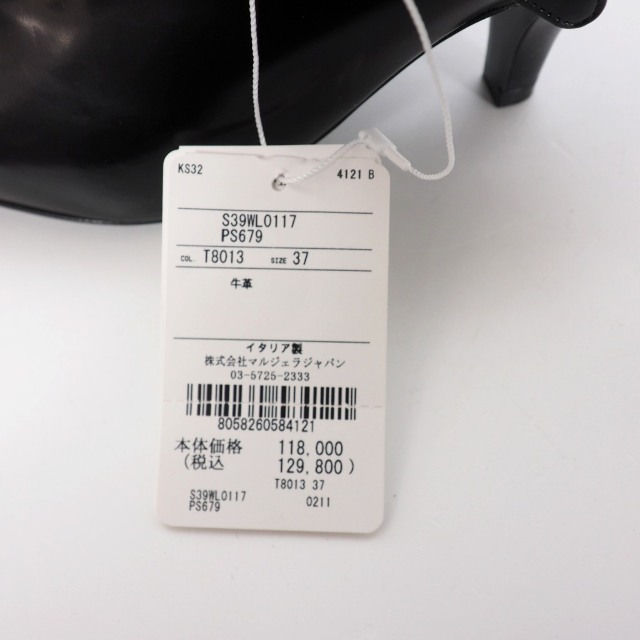 KS32 4121 B
S39WL0117
PS679
COL. T8013 SIZE 37
牛革
イタリア製
株式会社マルジェラジャパン
03-5725-2333
8058260584121
本体価格 118,000
(税込 129,800)
T8013 37
S39WL0117
PS679 0211